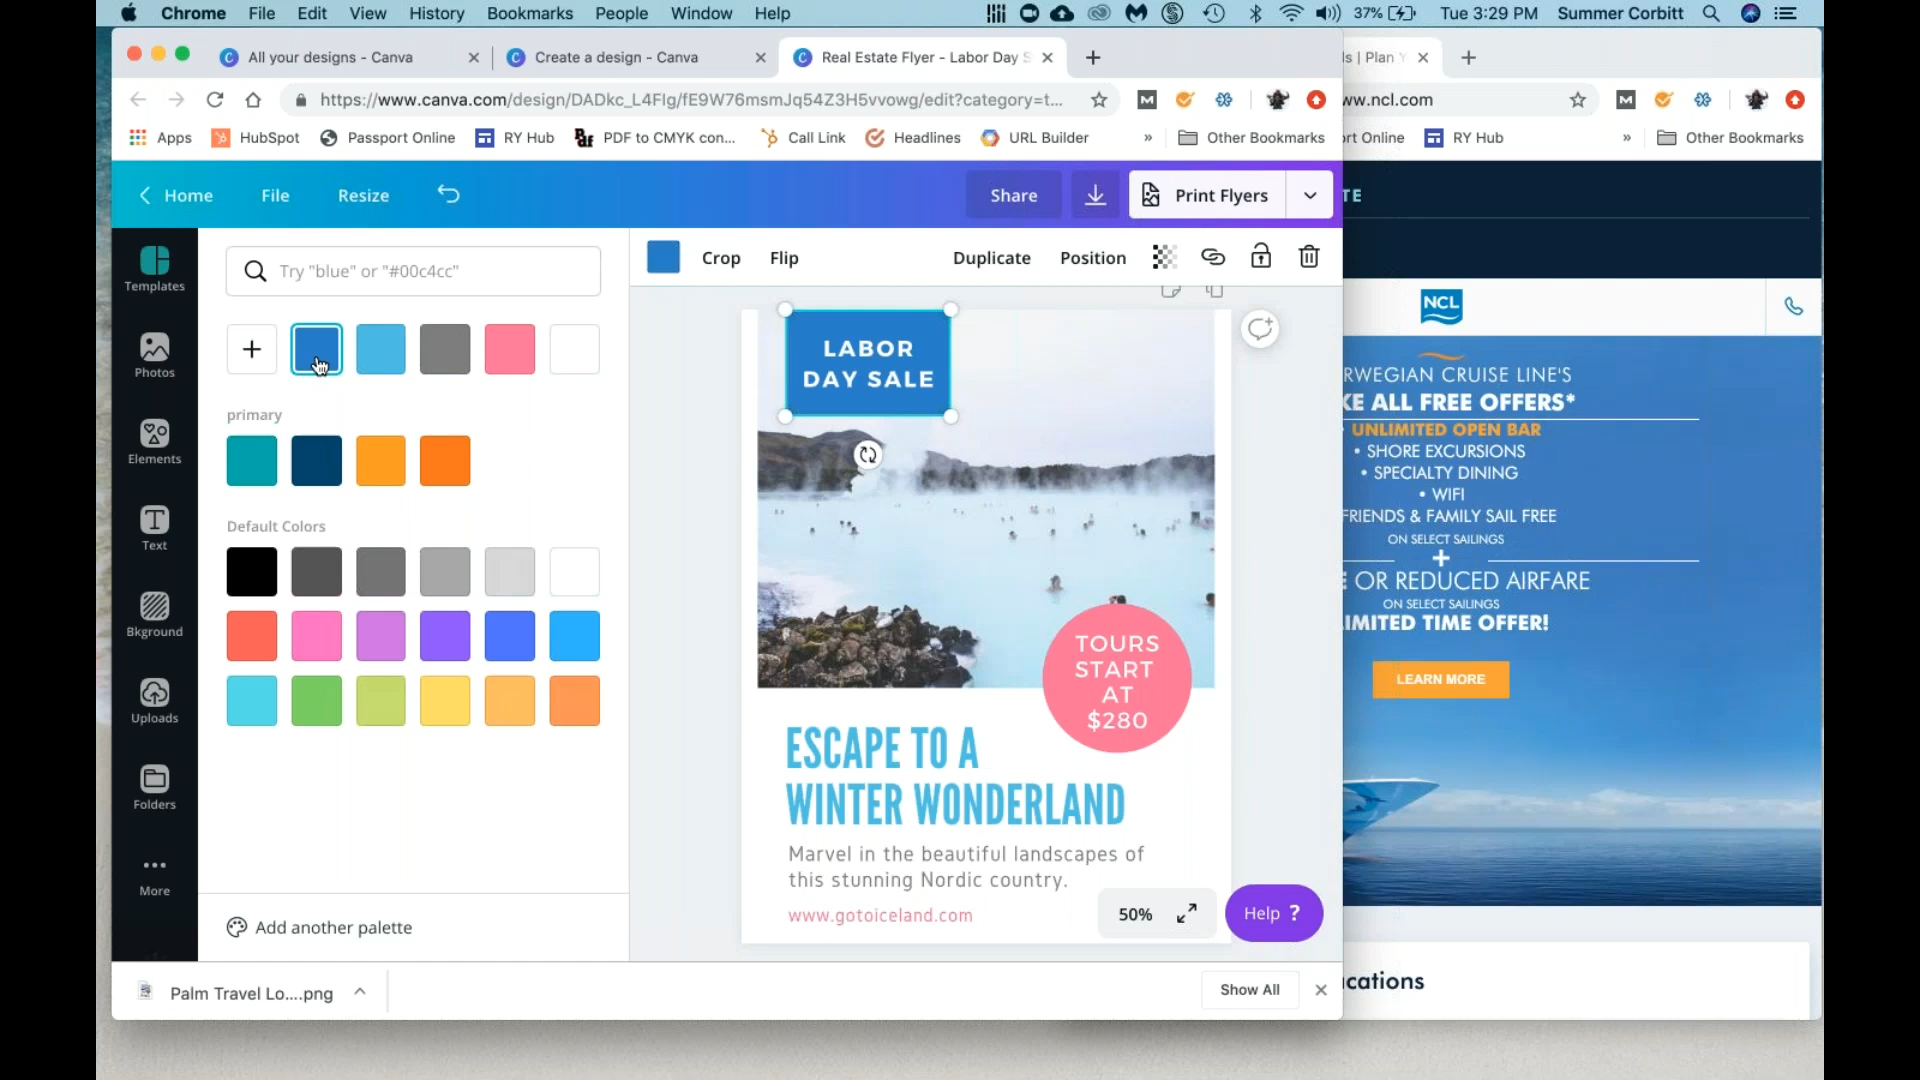 Chrome File Edit View History Bookmarks People Window Help
37% Tue 3:29 PM Summer Corbitt
All your designs - Canva
Create a design - Canva
Real Estate Flyer - Labor Day S
ls | Plan Y
https://www.canva.com/design/DADkc_L4FIg/fE9W76msmJq54Z3H5vvowg/edit?category=t...
ww.ncl.com
Apps HubSpot Passport Online RY Hub PDF to CMYK con... Call Link Headlines URL Builder » Other Bookmarks
rt Online RY Hub » Other Bookmarks
Home File Resize Share Print Flyers
TE
Templates
Photos
Elements
Text
Bkground
Uploads
Folders
More
Try "blue" or "#00c4cc"
primary
Default Colors
Add another palette
Crop Flip Duplicate Position
LABOR
DAY SALE
TOURS
START
AT
$280
ESCAPE TO A
WINTER WONDERLAND
Marvel in the beautiful landscapes of
this stunning Nordic country.
www.gotoiceland.com
50%
Help ?
NCL
RWEGIAN CRUISE LINE'S
KE ALL FREE OFFERS*
• UNLIMITED OPEN BAR
• SHORE EXCURSIONS
• SPECIALTY DINING
• WIFI
FRIENDS & FAMILY SAIL FREE
ON SELECT SAILINGS
+
E OR REDUCED AIRFARE
ON SELECT SAILINGS
IMITED TIME OFFER!
LEARN MORE
cations
Palm Travel Lo....png
Show All